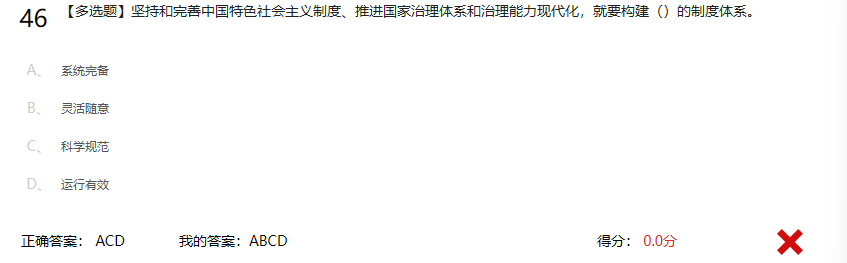 46 【多选题】坚持和完善中国特色社会主义制度、推进国家治理体系和治理能力现代化，就要构建（）的制度体系。
A、 系统完备
B、 灵活随意
C、 科学规范
D、 运行有效
正确答案： ACD 我的答案：ABCD 得分： 0.0分